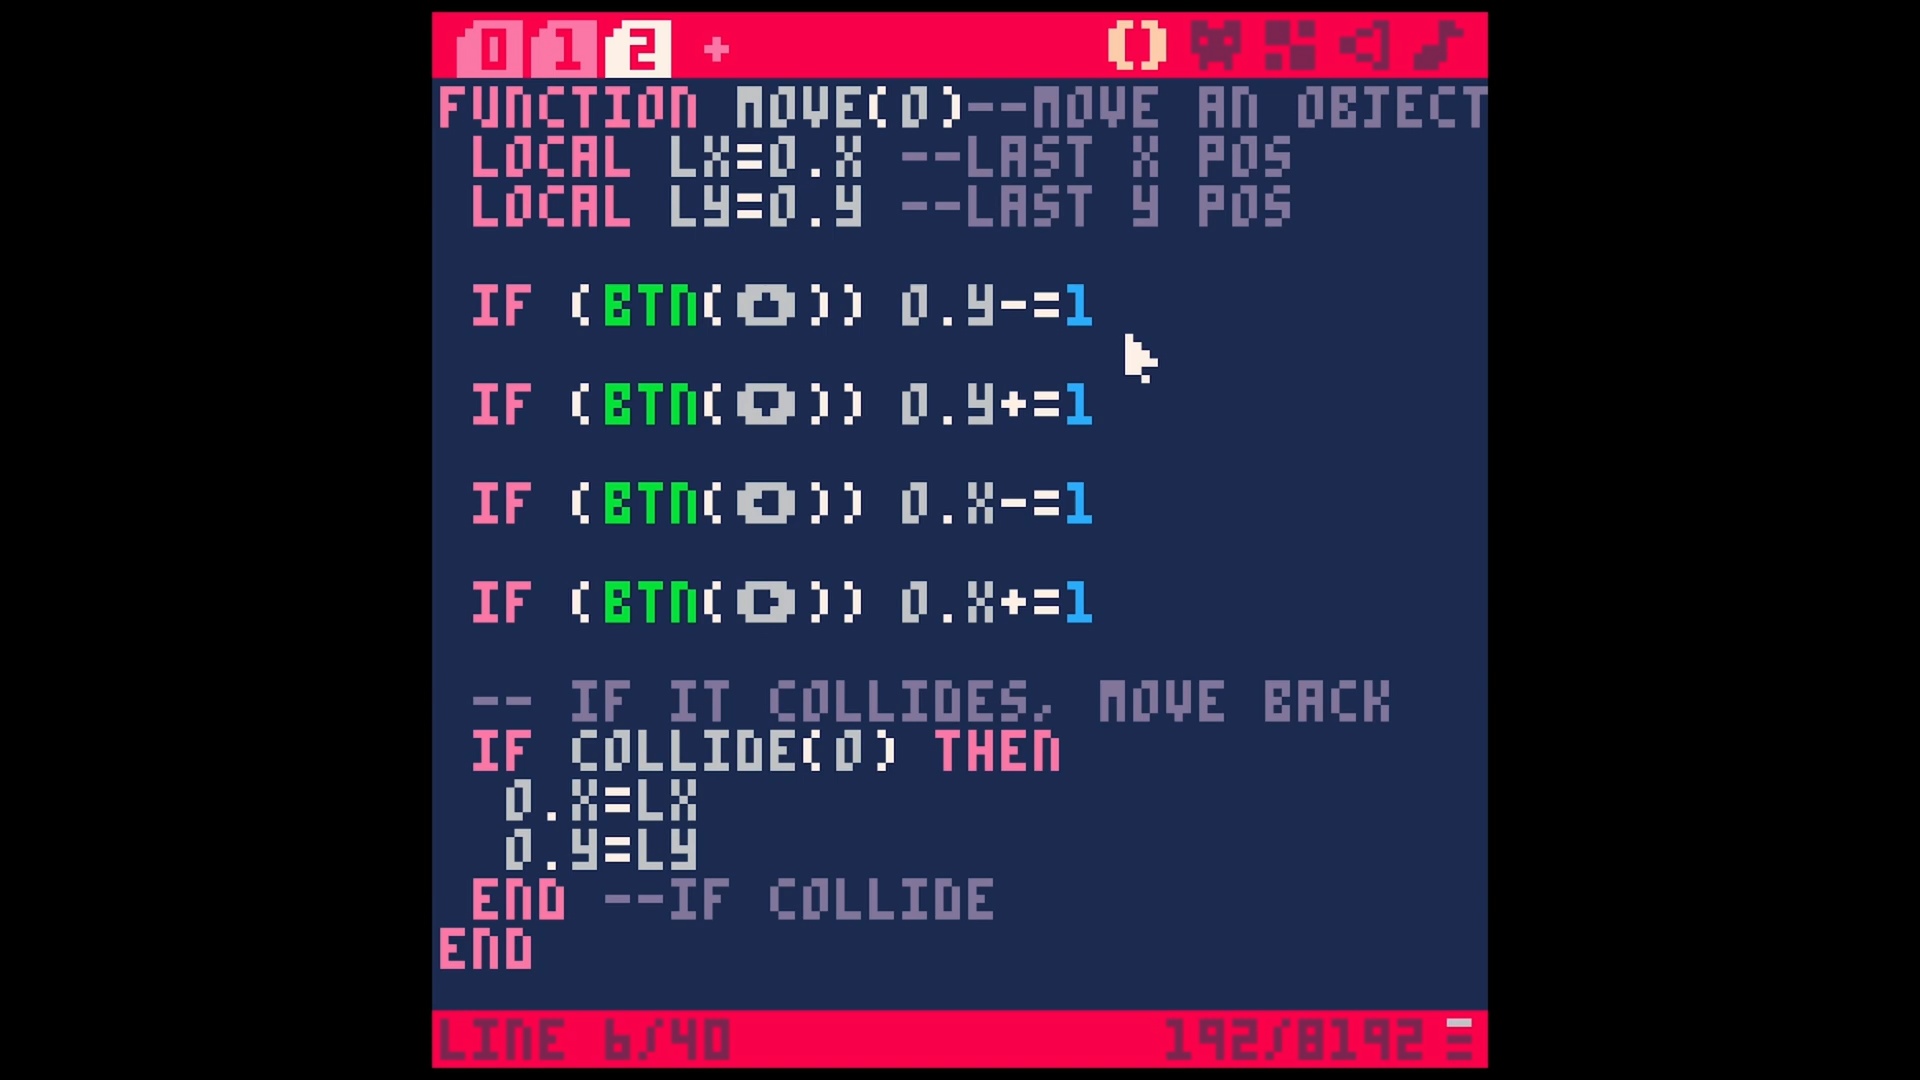 0 1 2 +
FUNCTION MOVE(O)--MOVE AN OBJECT
LOCAL LX=O.X --LAST X POS
LOCAL LY=O.Y --LAST Y POS
IF (BTN(⬆️)) O.Y-=1
IF (BTN(⬇️)) O.Y+=1
IF (BTN(⬅️)) O.X-=1
IF (BTN(➡️)) O.X+=1
-- IF IT COLLIDES, MOVE BACK
IF COLLIDE(O) THEN
O.X=LX
O.Y=LY
END --IF COLLIDE
END
LINE 6/40 192/8192